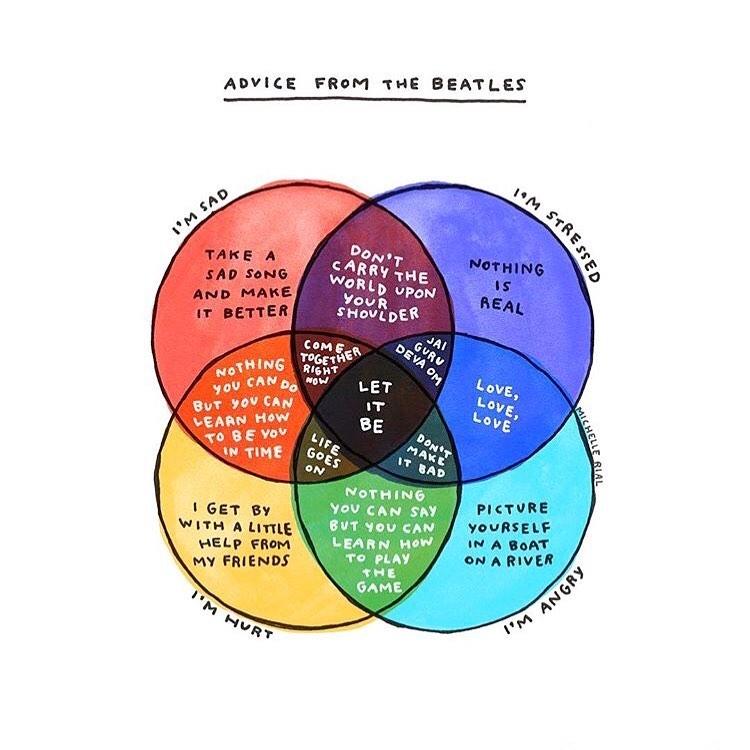 ADVICE FROM THE BEATLES
I'M SAD
I'M STRESSED
TAKE A
SAD SONG
AND MAKE
IT BETTER
DON'T
CARRY THE
WORLD UPON
YOUR
SHOULDER
NOTHING
IS
REAL
COME
TOGETHER
RIGHT
NOW
JAI
GURU
DEVA OM
NOTHING
YOU CAN DO
BUT YOU CAN
LEARN HOW
TO BE YOU
IN TIME
LET
IT
BE
LOVE,
LOVE,
LOVE
LIFE
GOES
ON
DON'T
MAKE
IT BAD
MICHELLE RIAL
I GET BY
WITH A LITTLE
HELP FROM
MY FRIENDS
NOTHING
YOU CAN SAY
BUT YOU CAN
LEARN HOW
TO PLAY
THE
GAME
PICTURE
YOURSELF
IN A BOAT
ON A RIVER
I'M HURT
I'M ANGRY